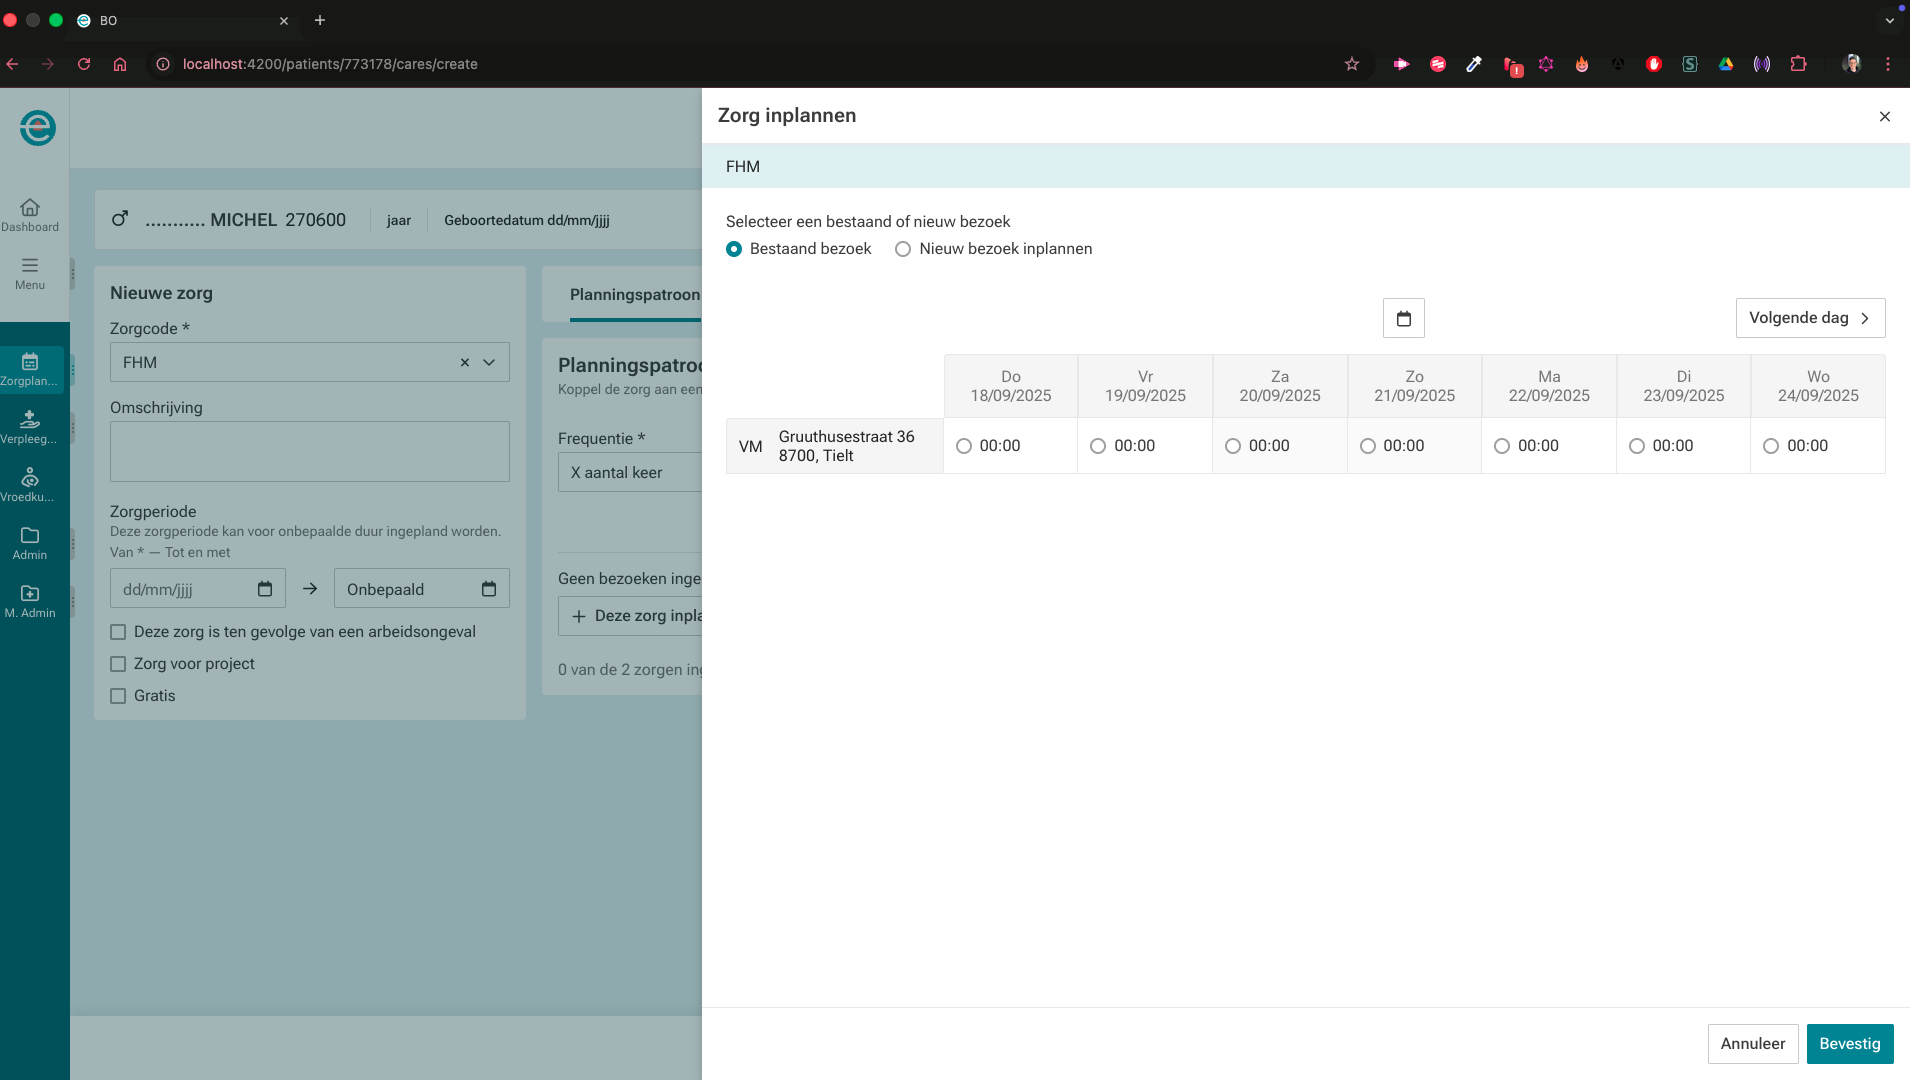 BO
localhost:4200/patients/773178/cares/create
Zorg inplannen
FHM
Selecteer een bestaand of nieuw bezoek
Bestaand bezoek
Nieuw bezoek inplannen
Volgende dag
Do
18/09/2025
Vr
19/09/2025
Za
20/09/2025
Zo
21/09/2025
Ma
22/09/2025
Di
23/09/2025
Wo
24/09/2025
VM
Gruuthusestraat 36
8700, Tielt
00:00
00:00
00:00
00:00
00:00
00:00
00:00
Annuleer
Bevestig
Dashboard
Menu
Zorgplan...
Verpleeg...
Vroedku...
Admin
M. Admin
........... MICHEL 270600
jaar
Geboortedatum dd/mm/jjjj
Nieuwe zorg
Zorgcode *
FHM
Omschrijving
Zorgperiode
Deze zorgperiode kan voor onbepaalde duur ingepland worden.
Van * — Tot en met
dd/mm/jjjj
Onbepaald
Deze zorg is ten gevolge van een arbeidsongeval
Zorg voor project
Gratis
Planningspatroon
Planningspatroo
Koppel de zorg aan een
Frequentie *
X aantal keer
Geen bezoeken inge
Deze zorg inpla
0 van de 2 zorgen ing